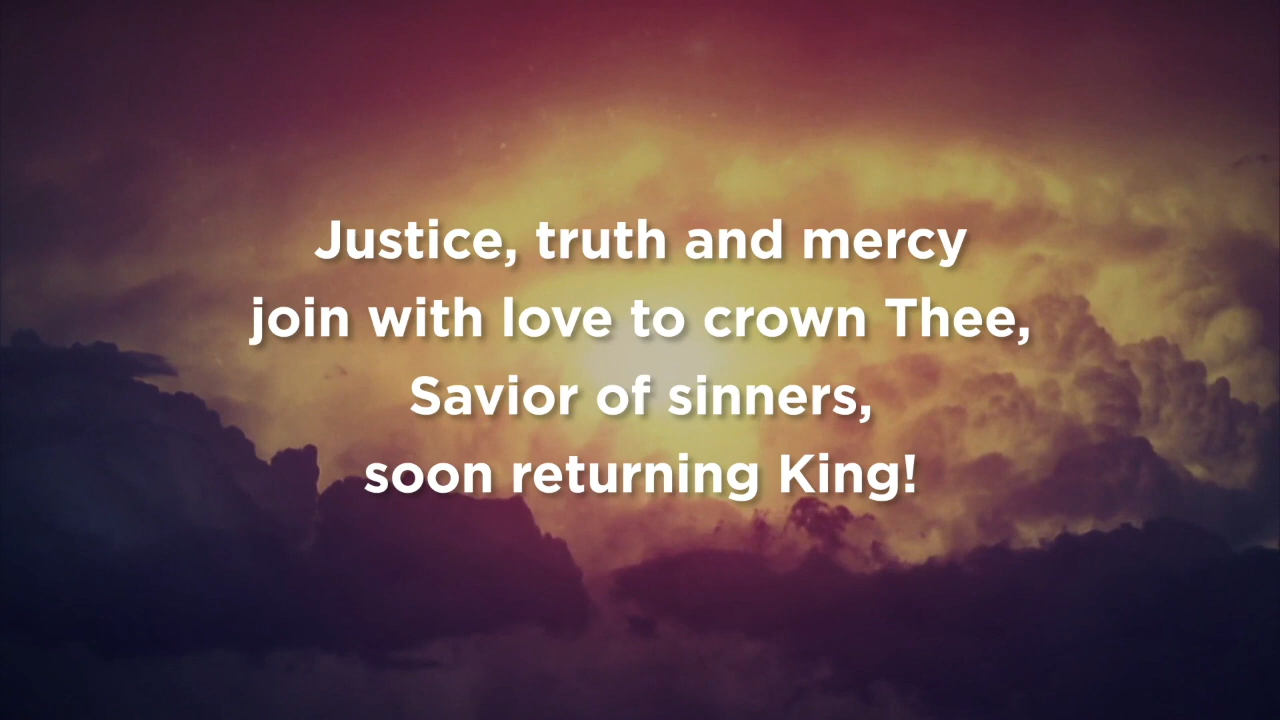 Justice, truth and mercy
join with love to crown Thee,
Savior of sinners,
soon returning King!